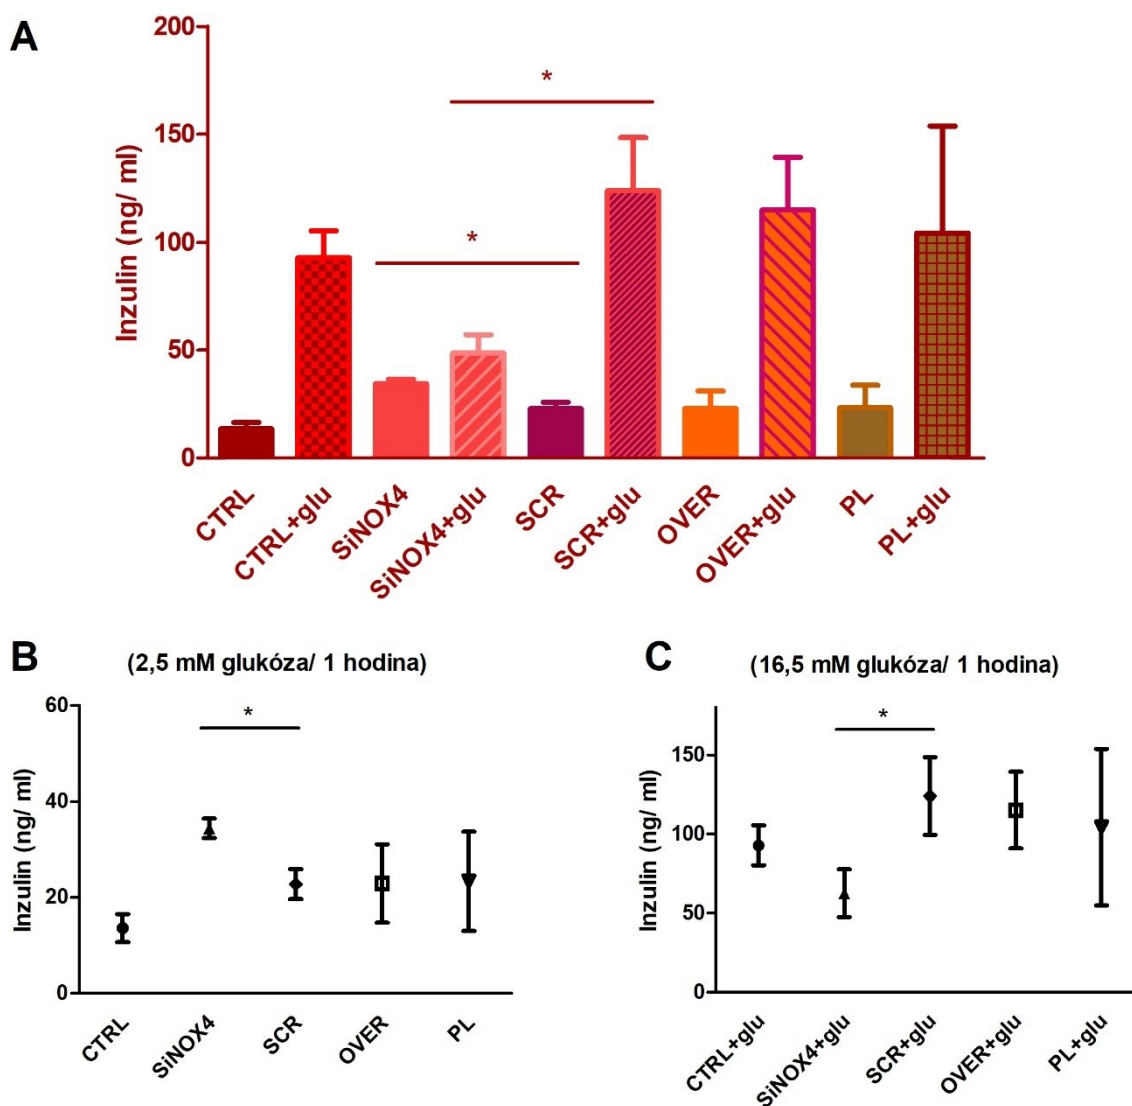 A
200
150
100
50
0
Inzulin (ng/ ml)
*
*
CTRL
CTRL+glu
SiNOX4
SiNOX4+glu
SCR
SCR+glu
OVER
OVER+glu
PL
PL+glu
B
(2,5 mM glukóza/ 1 hodina)
60
40
20
0
Inzulin (ng/ ml)
*
CTRL
SiNOX4
SCR
OVER
PL
C
(16,5 mM glukóza/ 1 hodina)
150
100
50
0
Inzulin (ng/ ml)
*
CTRL+glu
SiNOX4+glu
SCR+glu
OVER+glu
PL+glu